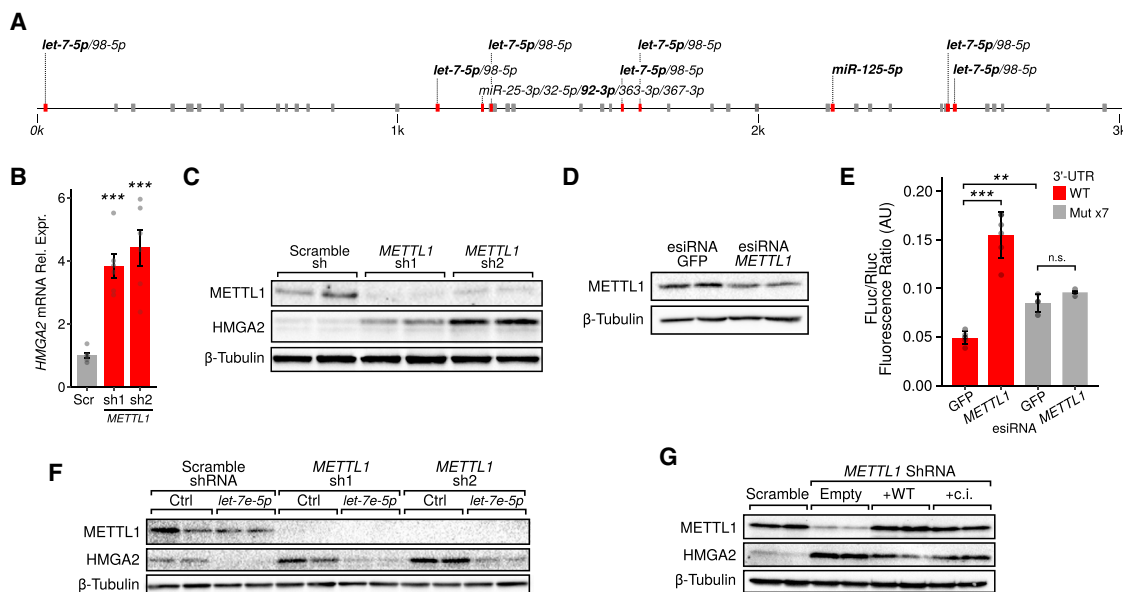 A
let-7-5p/98-5p
let-7-5p/98-5p
let-7-5p/98-5p
let-7-5p/98-5p
let-7-5p/98-5p
let-7-5p/98-5p
miR-125-5p
let-7-5p/98-5p
miR-25-3p/32-5p/92-3p/363-3p/367-3p
0k
1k
2k
3k
B
HMGA2 mRNA Rel. Expr.
6
4
2
0
***
***
Scr
sh1
sh2
METTL1
C
Scramble
sh
METTL1
sh1
METTL1
sh2
METTL1
HMGA2
β-Tubulin
D
esiRNA
GFP
esiRNA
METTL1
METTL1
β-Tubulin
E
3'-UTR
WT
Mut x7
FLuc/Rluc
Fluorescence Ratio (AU)
0.20
0.15
0.10
0.05
0.00
**
***
n.s.
GFP
METTL1
GFP
METTL1
esiRNA
F
Scramble
shRNA
METTL1
sh1
METTL1
sh2
Ctrl
let-7e-5p
Ctrl
let-7e-5p
Ctrl
let-7e-5p
METTL1
HMGA2
β-Tubulin
G
METTL1 ShRNA
Scramble
Empty
+WT
+c.i.
METTL1
HMGA2
β-Tubulin